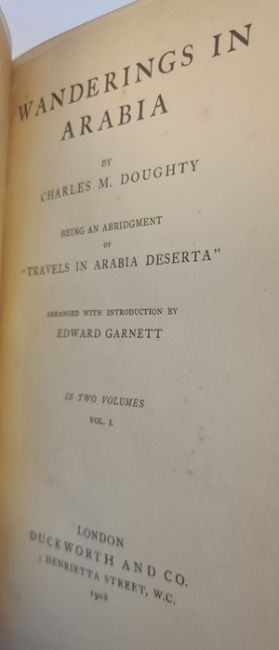 WANDERINGS IN
ARABIA
BY
CHARLES M. DOUGHTY
BEING AN ABRIDGMENT
OF
"TRAVELS IN ARABIA DESERTA"
ARRANGED WITH INTRODUCTION BY
EDWARD GARNETT
IN TWO VOLUMES
VOL. I.
LONDON
DUCKWORTH AND CO.
3 HENRIETTA STREET, W.C.
1908